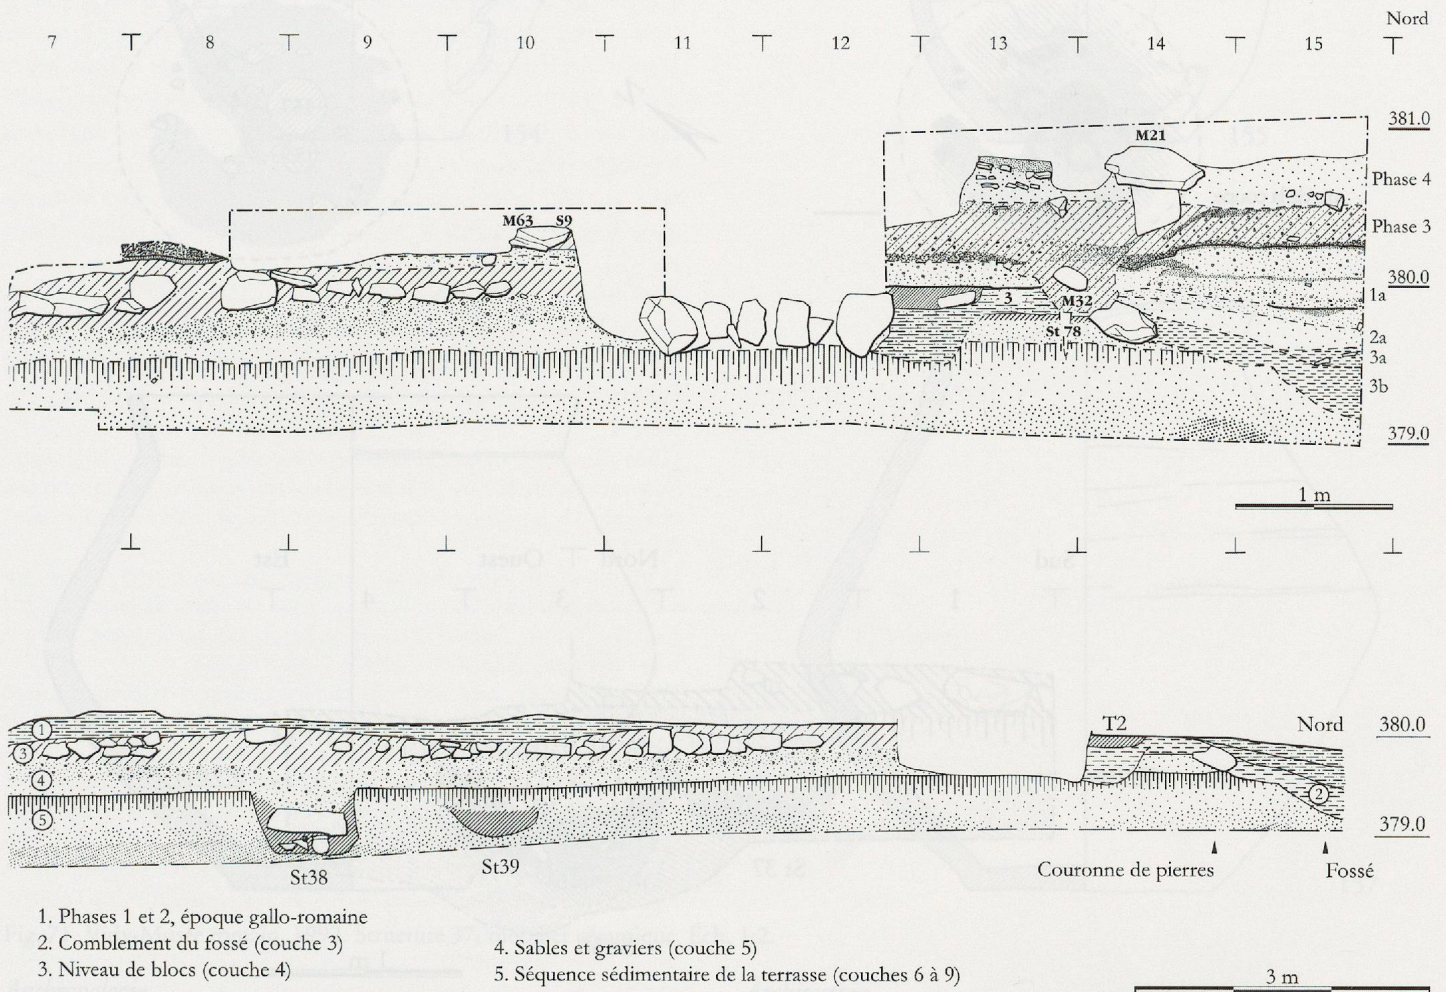 Nord
7 8 9 10 11 12 13 14 15
381.0
M21
Phase 4
M63 S9
Phase 3
380.0
3
1a
M32
St 78
2a
3a
3b
379.0
1 m
T2
Nord
380.0
1
3
4
2
5
379.0
Couronne de pierres
Fossé
St38
St39
1. Phases 1 et 2, époque gallo-romaine
2. Comblement du fossé (couche 3)
3. Niveau de blocs (couche 4)
4. Sables et graviers (couche 5)
5. Séquence sédimentaire de la terrasse (couches 6 à 9)
3 m